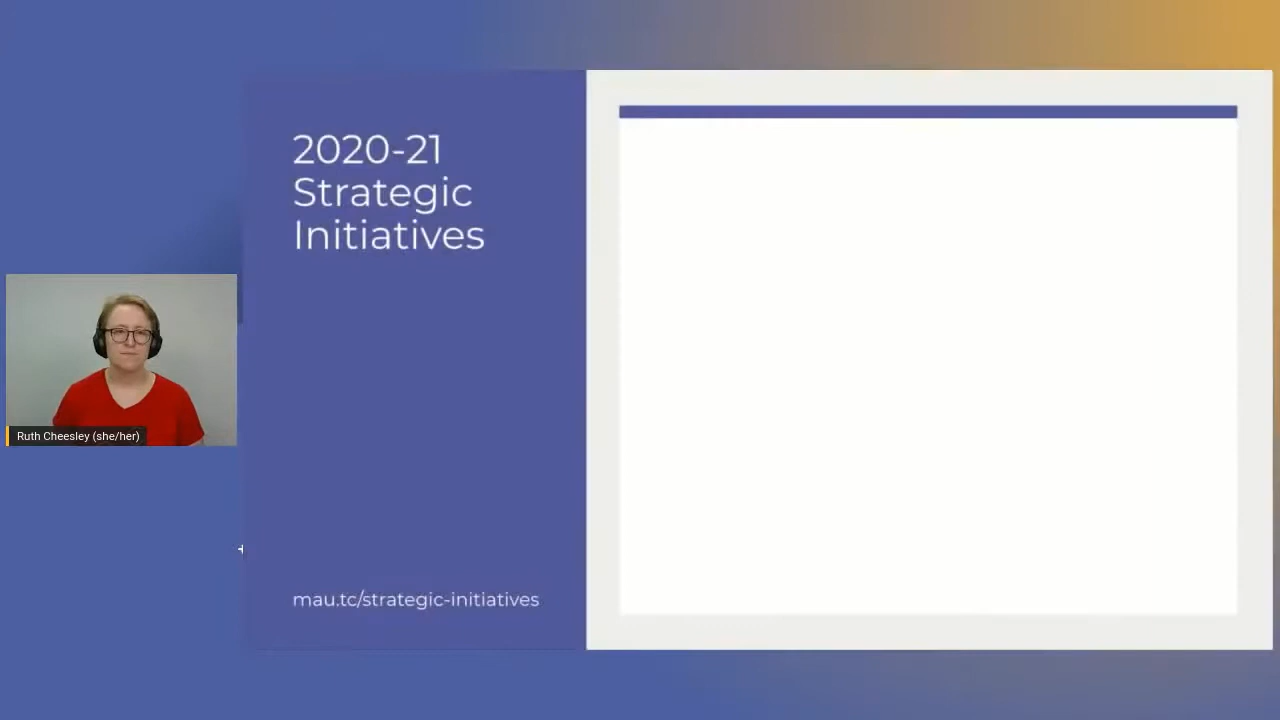 2020-21
Strategic
Initiatives
Ruth Cheesley (she/her)
mau.tc/strategic-initiatives